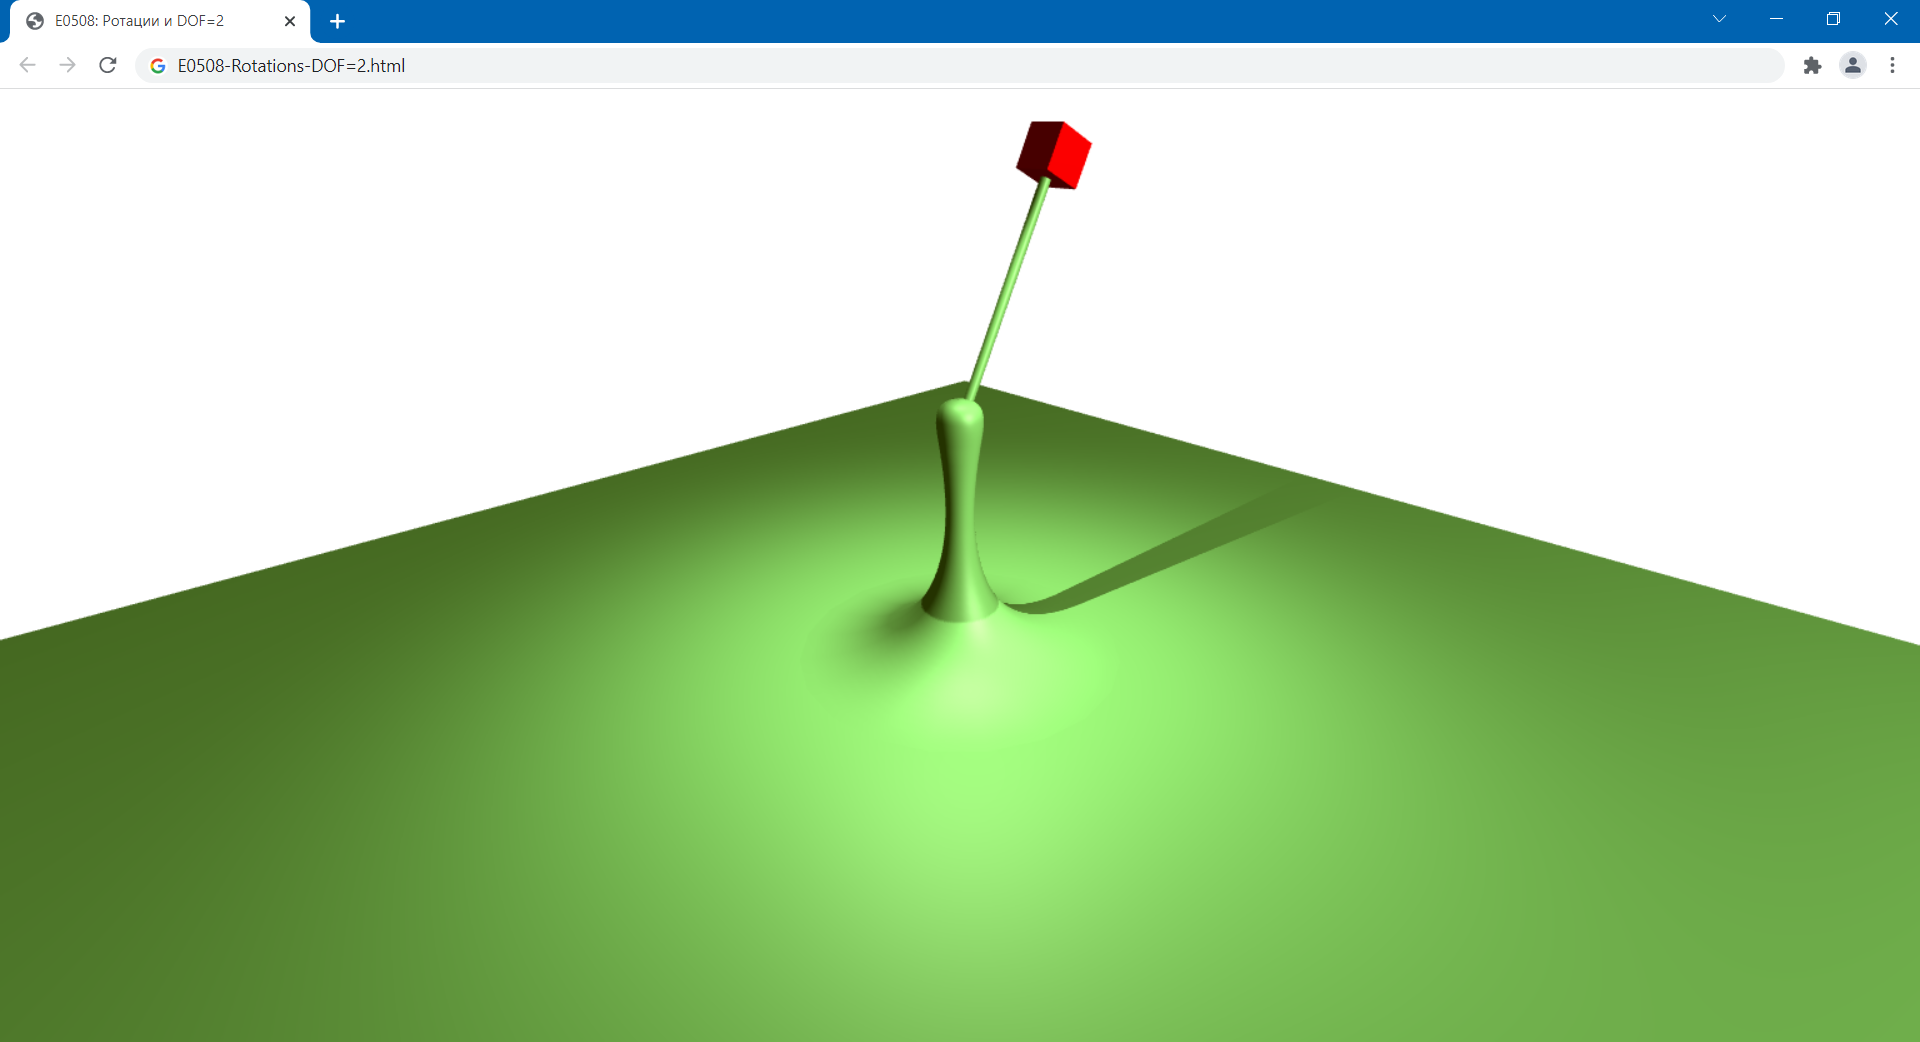 E0508: Ротации и DOF=2
E0508-Rotations-DOF=2.html